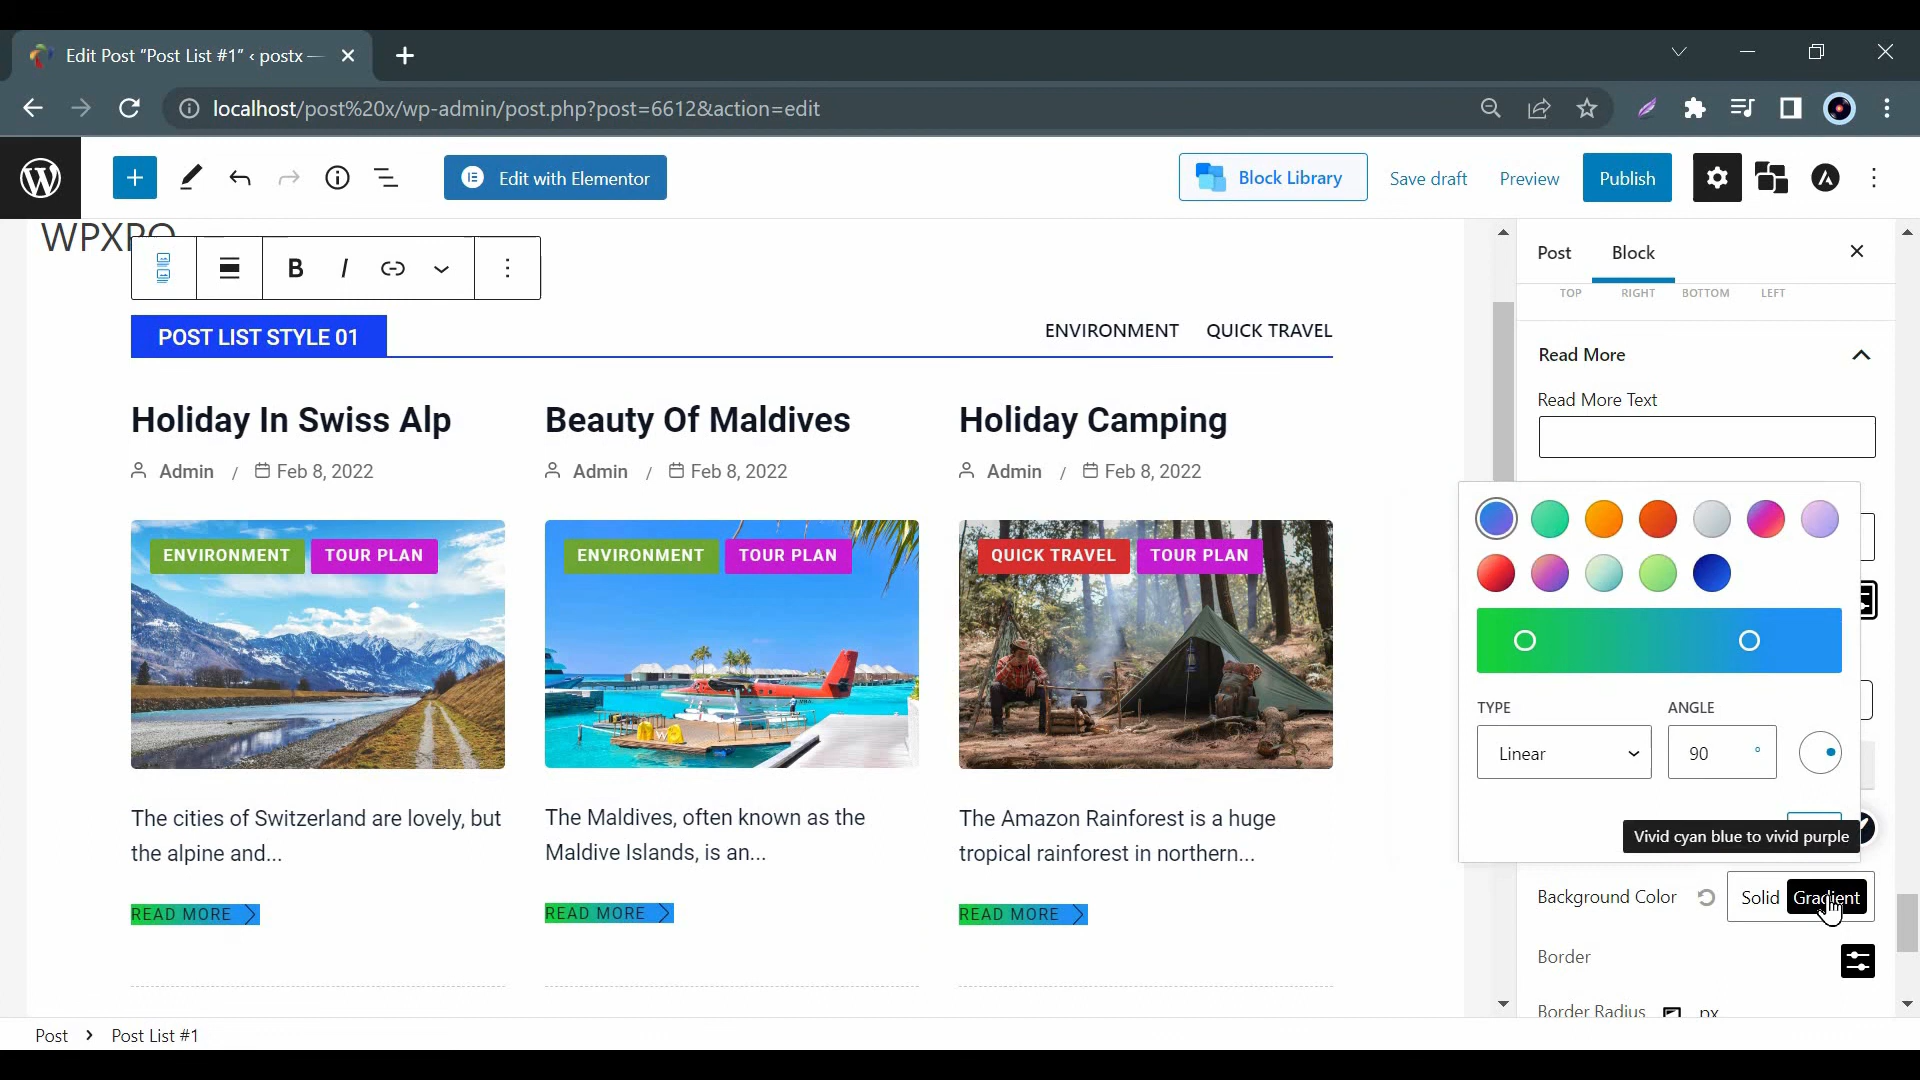 Edit Post "Post List #1" ‹ postx —
localhost/post%20x/wp-admin/post.php?post=6612&action=edit
Edit with Elementor
Block Library
Save draft
Preview
Publish
WPXPO
POST LIST STYLE 01
ENVIRONMENT QUICK TRAVEL
Holiday In Swiss Alp
Admin / Feb 8, 2022
ENVIRONMENT TOUR PLAN
The cities of Switzerland are lovely, but
the alpine and...
READ MORE
Beauty Of Maldives
Admin / Feb 8, 2022
ENVIRONMENT TOUR PLAN
The Maldives, often known as the
Maldive Islands, is an...
READ MORE
Holiday Camping
Admin / Feb 8, 2022
QUICK TRAVEL TOUR PLAN
The Amazon Rainforest is a huge
tropical rainforest in northern...
READ MORE
Post Block
TOP RIGHT BOTTOM LEFT
Read More
Read More Text
TYPE ANGLE
Linear 90 °
Vivid cyan blue to vivid purple
Background Color Solid Gradient
Border
Border Radius px
Post › Post List #1